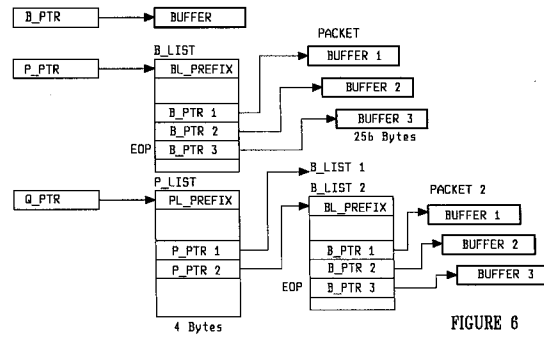 B_PTR
BUFFER
PACKET
B_LIST
P_PTR
BL_PREFIX
BUFFER 1
BUFFER 2
B_PTR 1
BUFFER 3
B_PTR 2
25b Bytes
EOP
B_PTR 3
B_LIST 1
P_LIST
B_LIST 2
PACKET 2
Q_PTR
PL_PREFIX
BL_PREFIX
BUFFER 1
BUFFER 2
P_PTR 1
B_PTR 1
P_PTR 2
B_PTR 2
BUFFER 3
EOP
B_PTR 3
4 Bytes
FIGURE 6